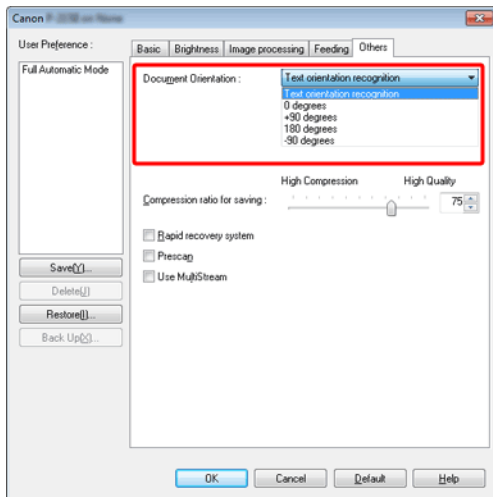 Canon
User Preference :
Full Automatic Mode
Save(Y)...
Delete(J)
Restore(I)...
Back Up(X)...
Basic Brightness Image processing Feeding Others
Document Orientation : Text orientation recognition
Text orientation recognition
0 degrees
+90 degrees
180 degrees
-90 degrees
High Compression High Quality
Compression ratio for saving : 75
Rapid recovery system
Prescan
Use MultiStream
OK Cancel Default Help